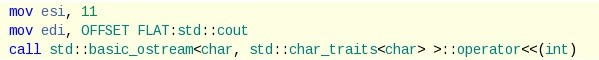 mov esi, 11
mov edi, OFFSET FLAT:std::cout
call std::basic_ostream<char, std::char_traits<char> >::operator<<(int)